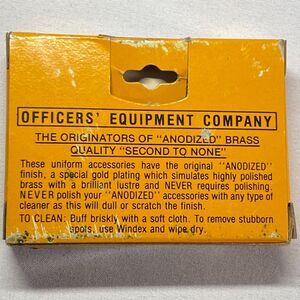 OFFICERS' EQUIPMENT COMPANY
THE ORIGINATORS OF "ANODIZED" BRASS
QUALITY "SECOND TO NONE"
These uniform accessories have the original "ANODIZED"
finish, a special gold plating which simulates highly polished
brass with a brilliant lustre and NEVER requires polishing.
NEVER polish your "ANODIZED" accessories with any type of
cleaner as this will dull or scratch the finish.
TO CLEAN: Buff briskly with a soft cloth. To remove stubborn
spots, use Windex and wipe dry.